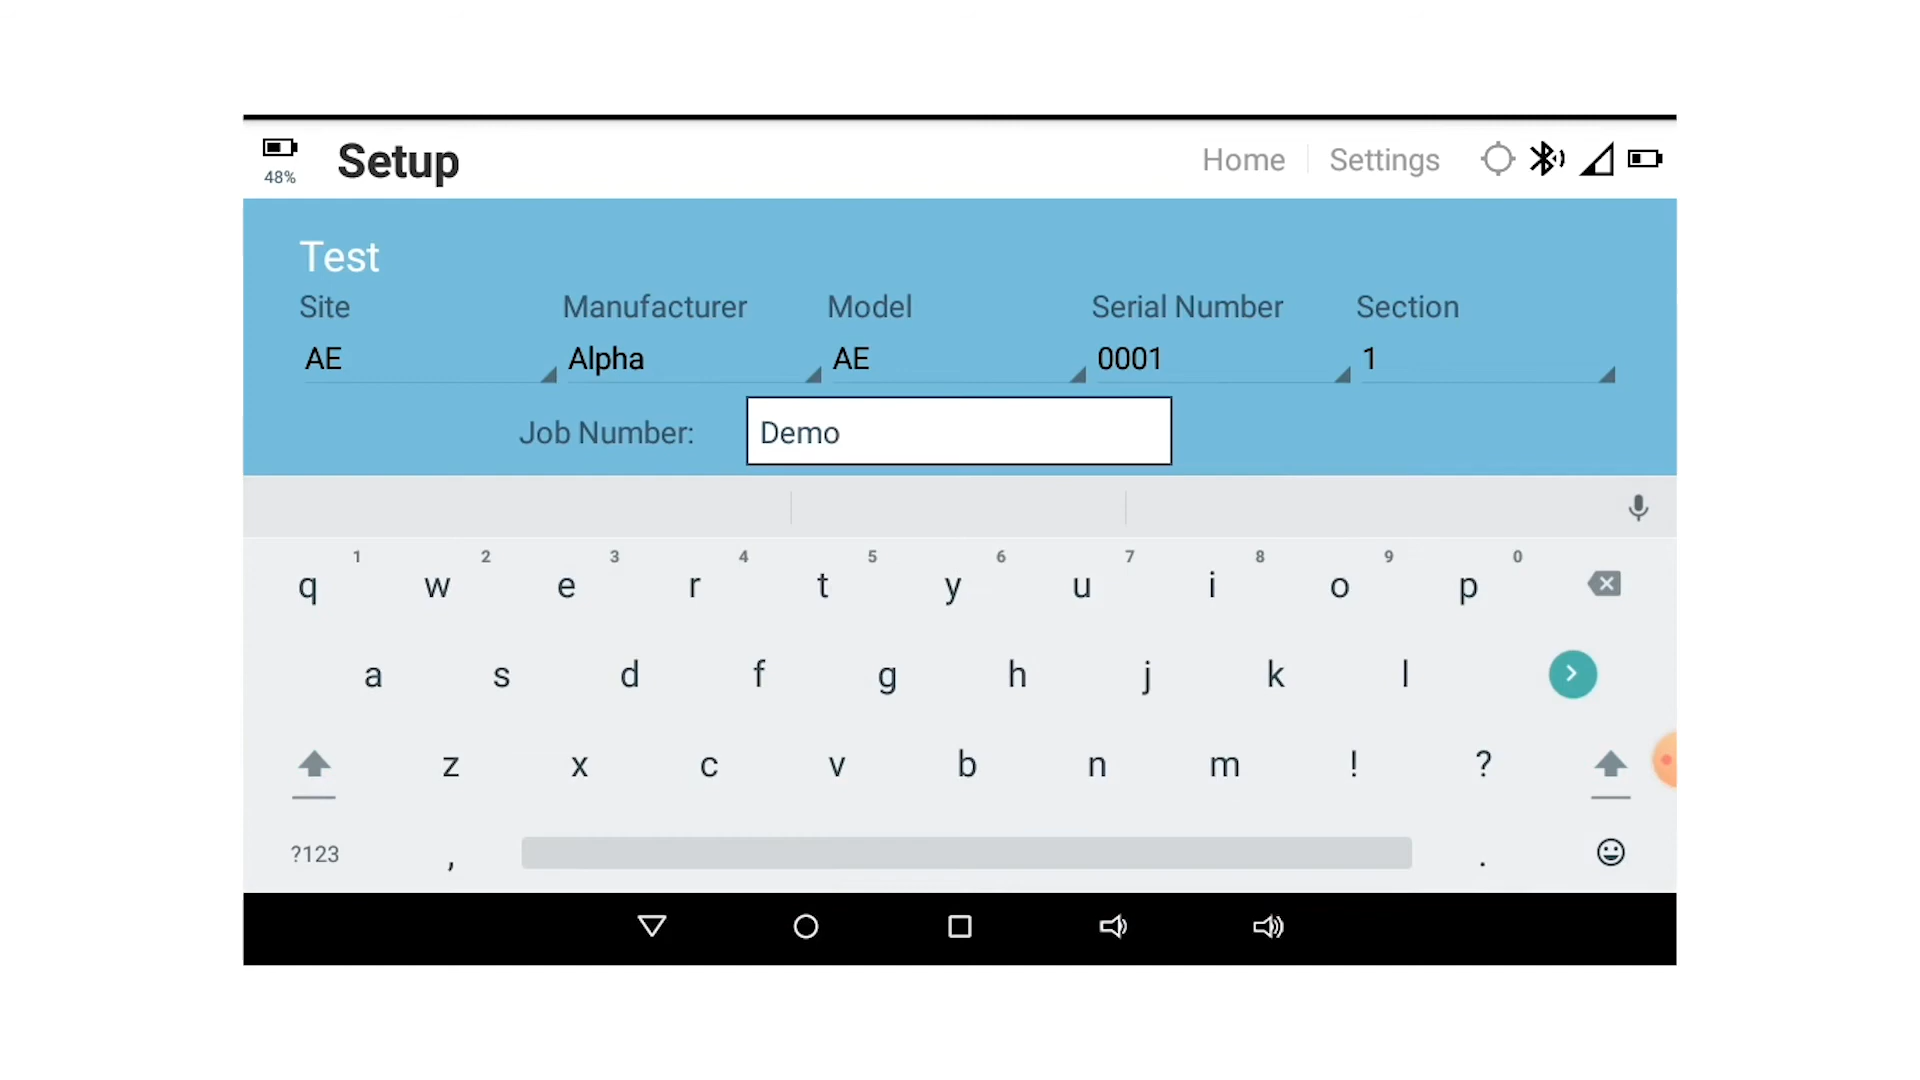 48%
Setup
Home
Settings
Test
Site Manufacturer Model Serial Number Section
AE Alpha AE 0001 1
Job Number: Demo
1 2 3 4 5 6 7 8 9 0
q w e r t y u i o p
a s d f g h j k l
z x c v b n m ! ?
?123 , .